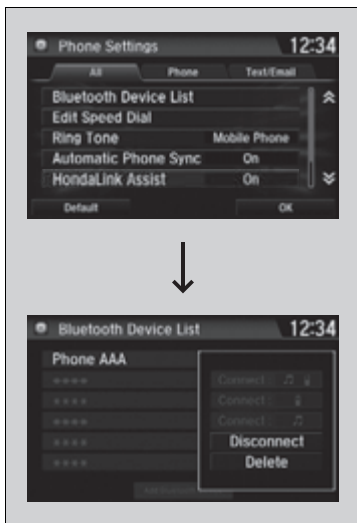 Phone Settings 12:34
All Phone Text/Email
Bluetooth Device List
Edit Speed Dial
Ring Tone Mobile Phone
Automatic Phone Sync On
HondaLink Assist On
Default OK
Bluetooth Device List 12:34
Phone AAA
****
**** Connect
**** Connect
**** Connect
**** Disconnect
Delete